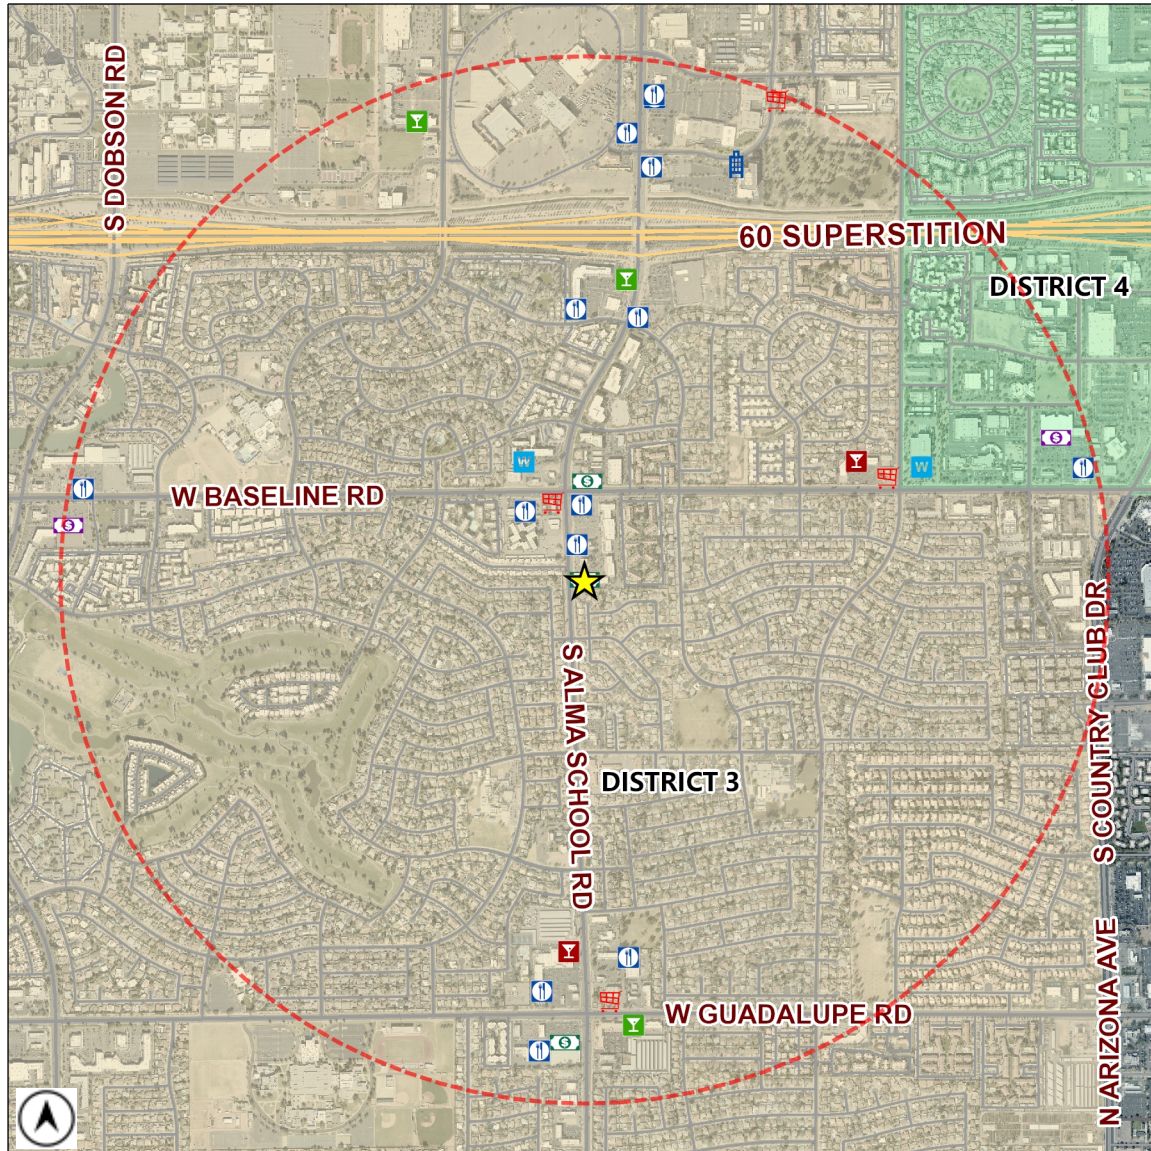 S DOBSON RD
60 SUPERSTITION
DISTRICT 4
W
W
$
$
W BASELINE RD
$
S ALMA SCHOOL RD
S COUNTRY CLUB DR
DISTRICT 3
N ARIZONA AVE
W GUADALUPE RD
$